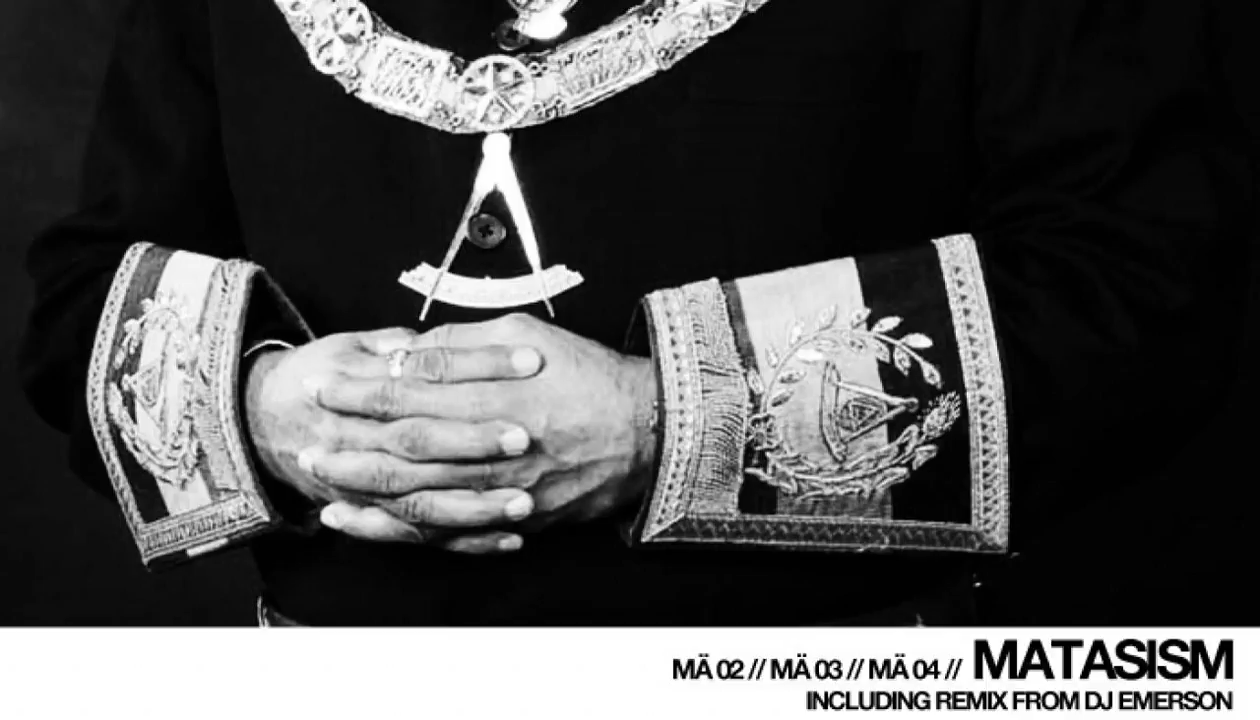 MÄ 02 // MÄ 03 // MÄ 04 // MATASISM
INCLUDING REMIX FROM DJ EMERSON